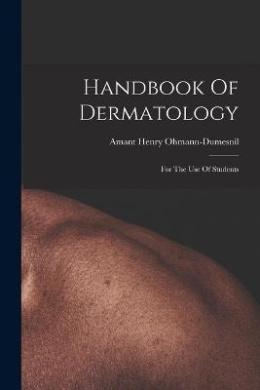 HANDBOOK OF
DERMATOLOGY
Amant Henry Ohmann-Dumesnil
For The Use Of Students